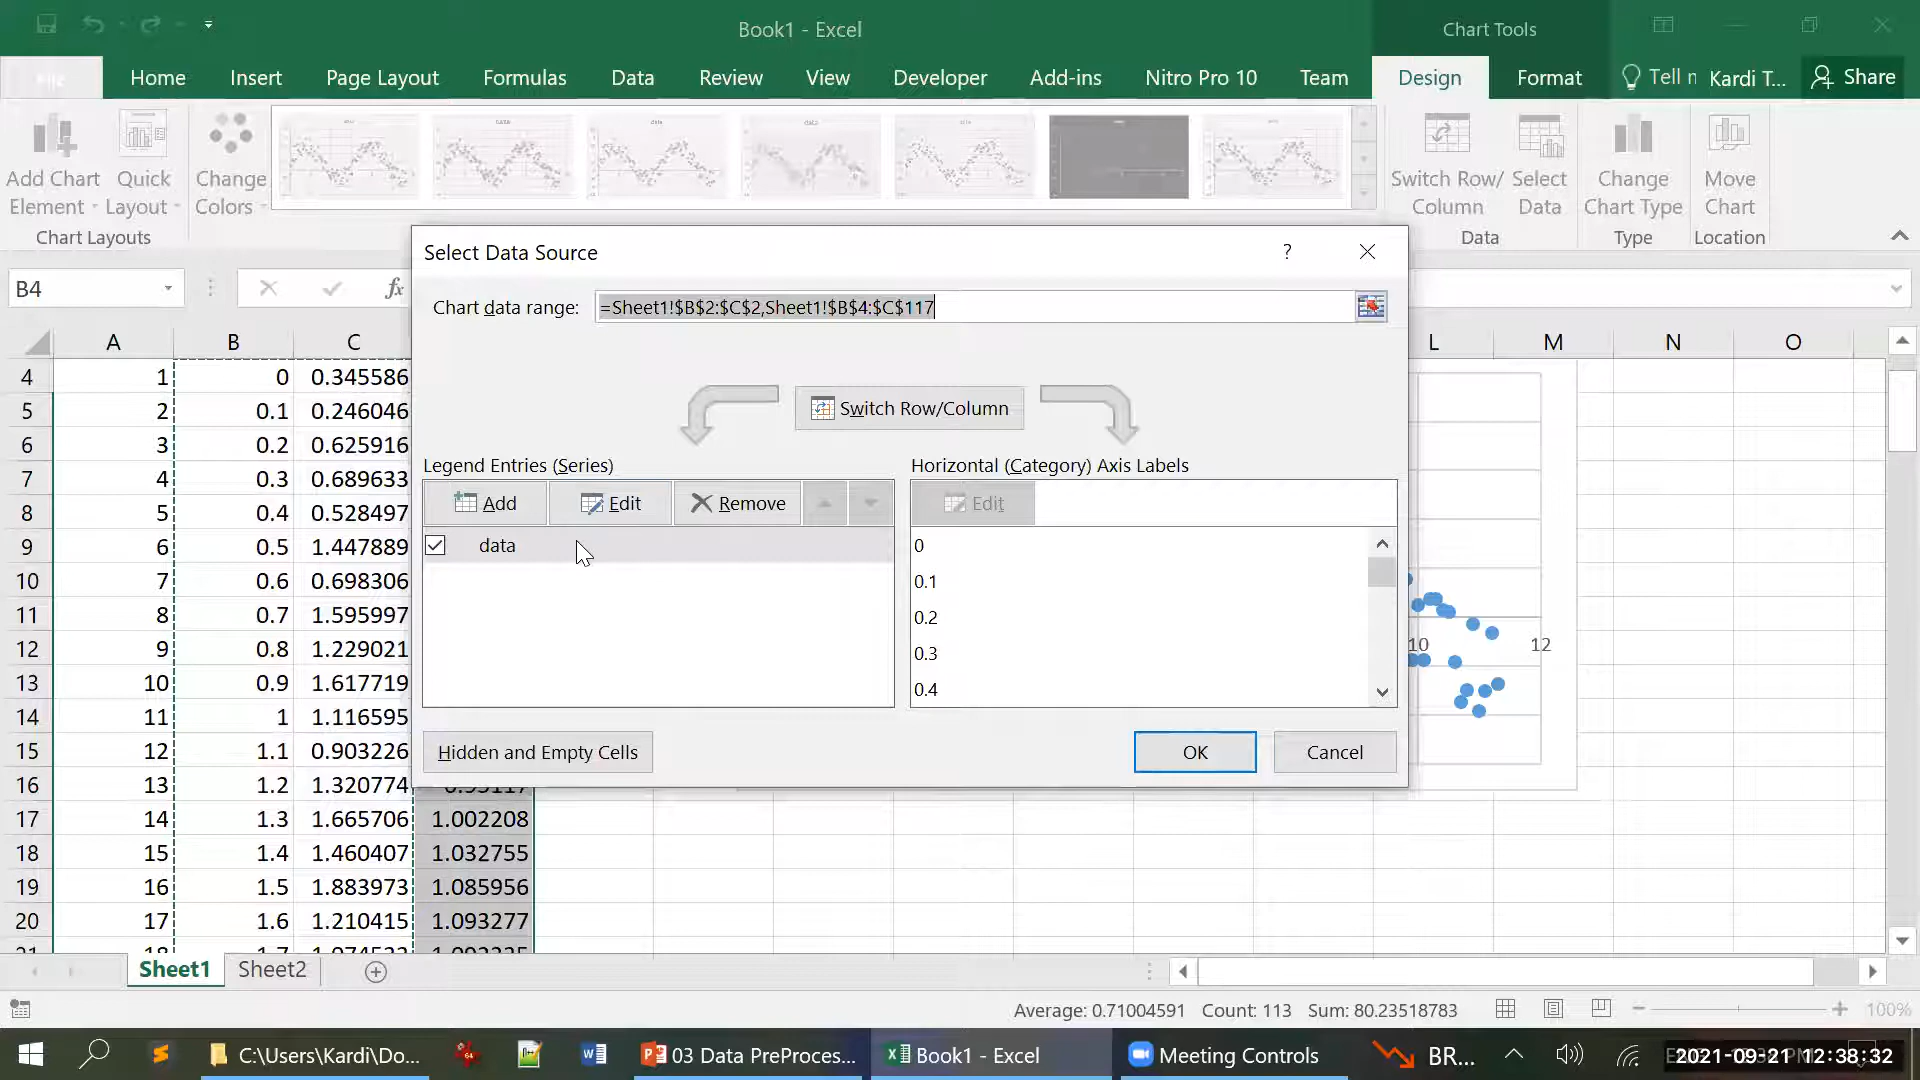 Book1 - Excel
Chart Tools
File Home Insert Page Layout Formulas Data Review View Developer Add-ins Nitro Pro 10 Team Design Format Tell Kardi T... Share
Add Chart Element
Quick Layout
Change Colors
Switch Row/ Column
Select Data
Change Chart Type
Move Chart
Chart Layouts Data Type Location
B4 fx
Select Data Source ?
Chart data range: =Sheet1!$B$2:$C$2,Sheet1!$B$4:$C$117
Switch Row/Column
Legend Entries (Series) Horizontal (Category) Axis Labels
Add Edit Remove Edit
data
0
0.1
0.2
0.3
0.4
Hidden and Empty Cells OK Cancel
A B C L M N O
4 1 0 0.345586
5 2 0.1 0.246046
6 3 0.2 0.625916
7 4 0.3 0.689633
8 5 0.4 0.528497
9 6 0.5 1.447889
10 7 0.6 0.698306
11 8 0.7 1.595997
12 9 0.8 1.229021
13 10 0.9 1.617719
14 11 1 1.116595
15 12 1.1 0.903226
16 13 1.2 1.320774
17 14 1.3 1.665706 1.002208
18 15 1.4 1.460407 1.032755
19 16 1.5 1.883973 1.085956
20 17 1.6 1.210415 1.093277
10 12
Sheet1 Sheet2
Average: 0.71004591 Count: 113 Sum: 80.23518783 100%
C:\Users\Kardi\Do... 03 Data PreProces... Book1 - Excel Meeting Controls BR... 2021-09-21 12:38:32